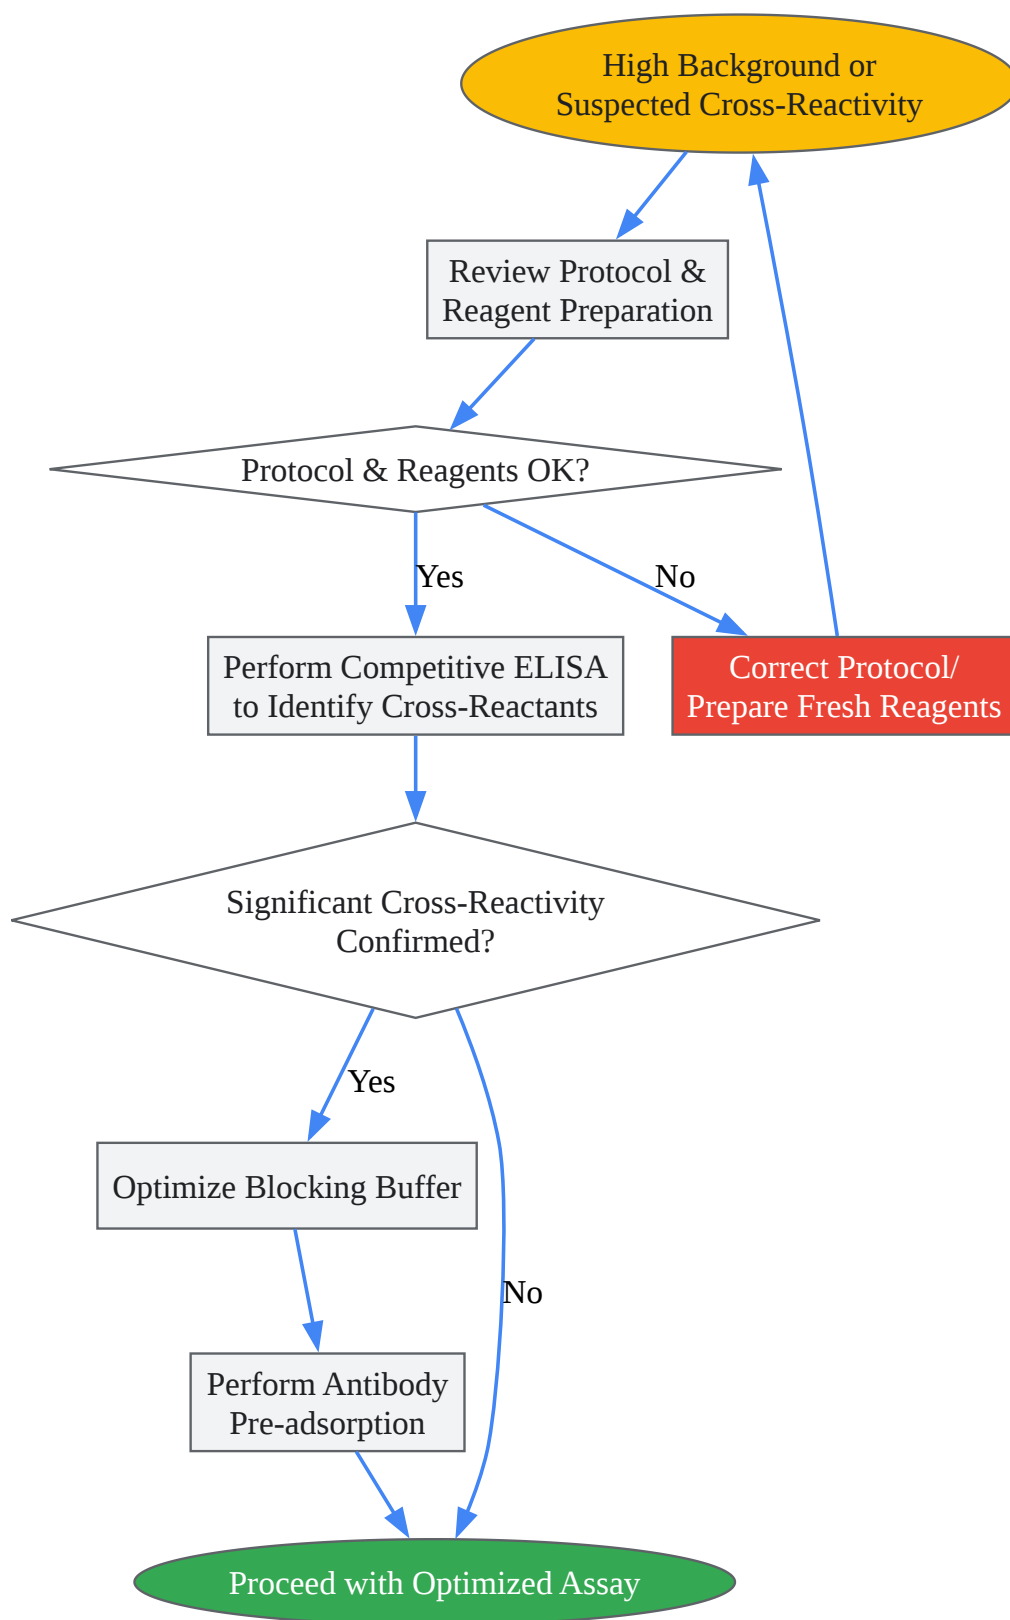 High Background or
Suspected Cross-Reactivity
Review Protocol &
Reagent Preparation
Protocol & Reagents OK?
Yes
No
Perform Competitive ELISA
to Identify Cross-Reactants
Correct Protocol/
Prepare Fresh Reagents
Significant Cross-Reactivity
Confirmed?
Yes
Optimize Blocking Buffer
No
Perform Antibody
Pre-adsorption
Proceed with Optimized Assay